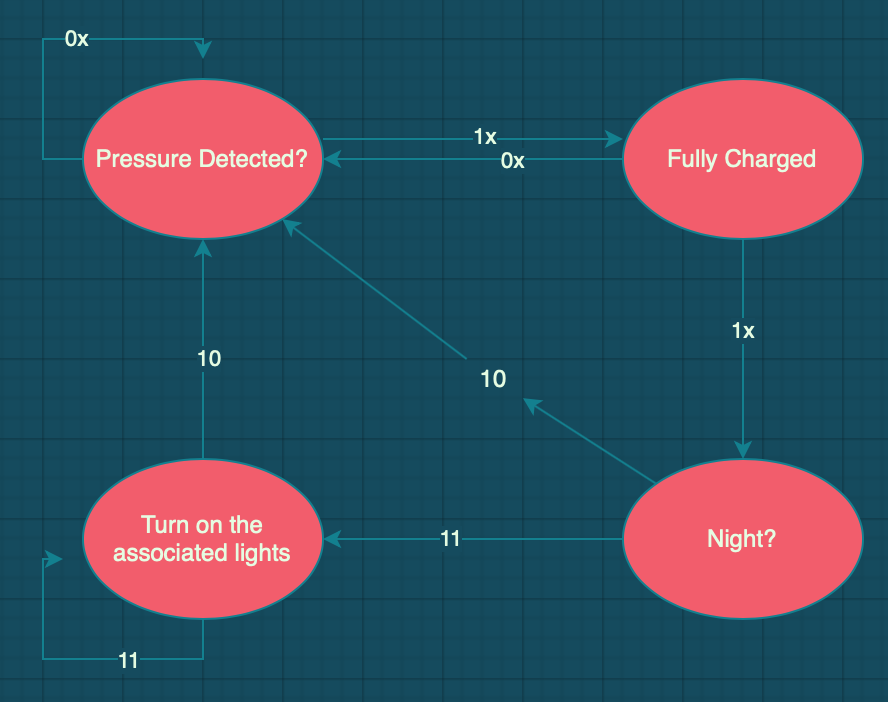 0x
1x
Pressure Detected?
0x
Fully Charged
1x
10
10
Turn on the
associated lights
11
Night?
11